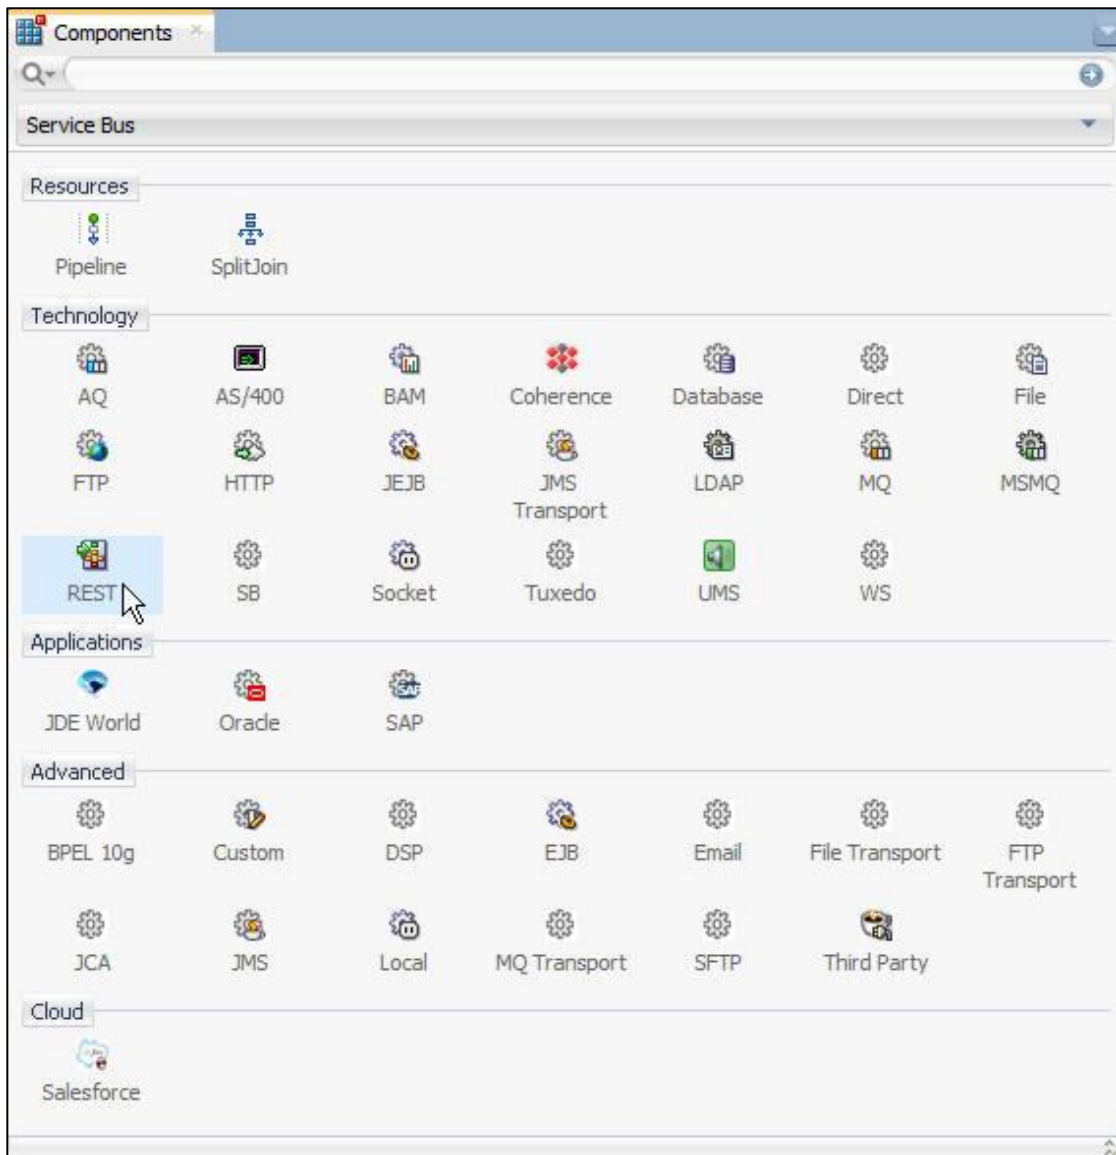 Components
Service Bus
Resources
Pipeline SplitJoin
Technology
AQ AS/400 BAM Coherence Database Direct File
FTP HTTP JEJB JMS Transport LDAP MQ MSMQ
REST SB Socket Tuxedo UMS WS
Applications
JDE World Oracle SAP
Advanced
BPEL 10g Custom DSP EJB Email File Transport FTP Transport
JCA JMS Local MQ Transport SFTP Third Party
Cloud
Salesforce